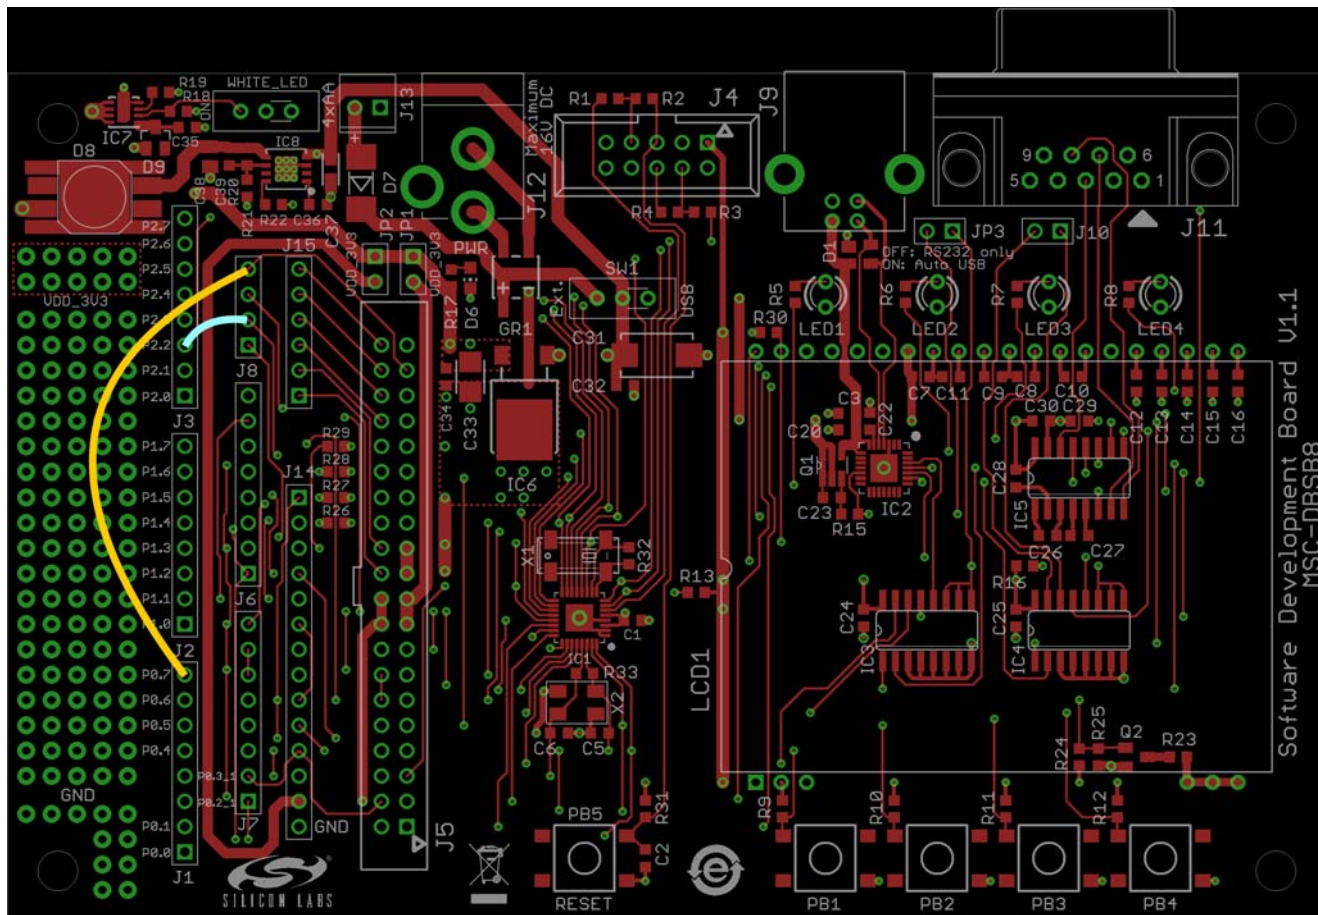 R19
WHITE_LED
R18
ON
IC7
C35
4xAA
J13
Maximum
16V DC
R1
R2
J4
J9
D8
D9
IC8
C38
C39
R20
R21
R22
C36
C37
D7
J12
R4
R3
9
6
5
1
P2.7
P2.6
P2.5
P2.4
P2.2
P2.1
P2.0
J15
JP2
JP1
VDD_3V3
VDD_3V3
VDD_3V3
PWR
SW1
Ext.
USB
D1
OFF: RS232 only
ON: Auto USB
JP3
J10
J11
R17
D6
GR1
C31
C32
R30
R5
R6
R7
R8
LED1
LED2
LED3
LED4
J8
J3
C34
C33
IC6
C3
C22
C20
Q1
C23
R15
IC2
C7
C11
C9
C8
C10
C30
C29
C12
C13
C14
C15
C16
C28
IC5
C26
C27
P1.7
P1.6
P1.5
P1.4
P1.3
P1.2
P1.1
P1.0
R29
R28
R27
R26
J14
J6
J2
X1
R32
R13
C1
IC1
R33
X2
C6
C5
C24
IC3
R16
C25
IC4
LCD1
P0.7
P0.6
P0.5
P0.4
P0.3_1
P0.2_1
P0.1
P0.0
GND
GND
J7
J1
J5
R24
R25
Q2
R23
R31
C2
PB5
RESET
R9
R10
R11
R12
PB1
PB2
PB3
PB4
SILICON LABS
Software Development Board V1.1
MSC-DBSB8